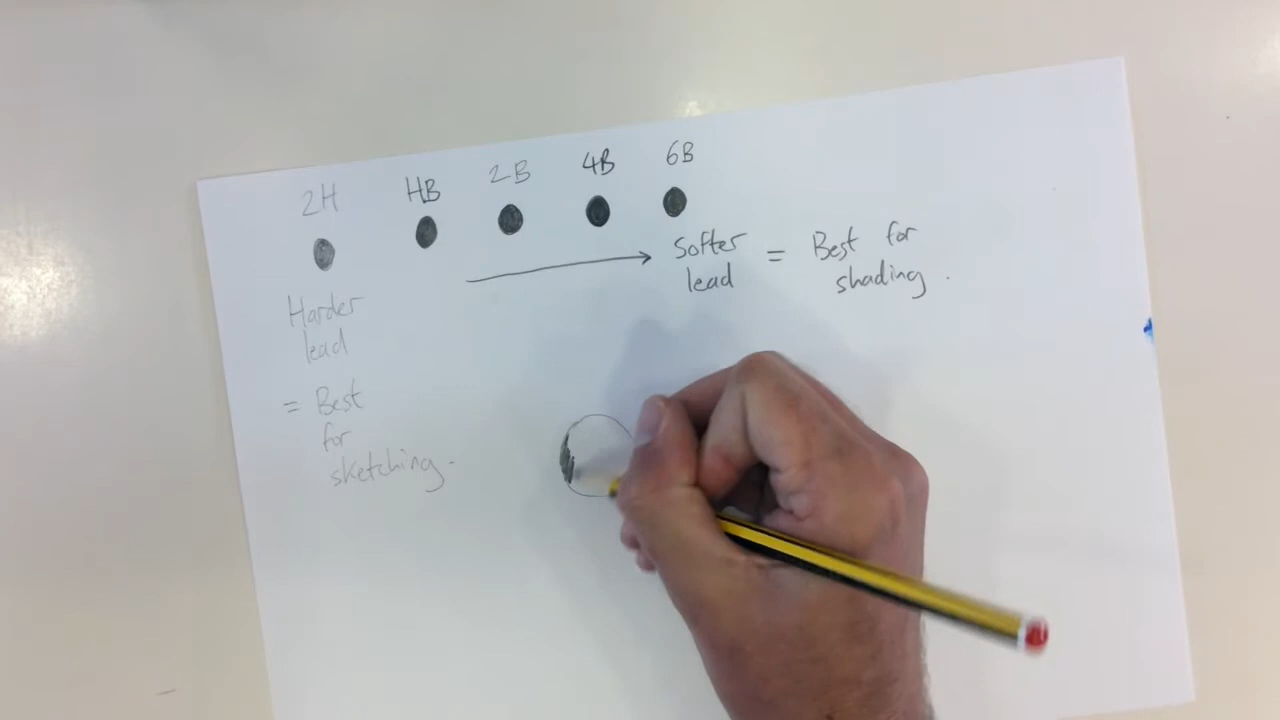 2H HB 2B 4B 6B
Softer = Best for
lead shading.
Harder
lead
= Best
for
sketching.